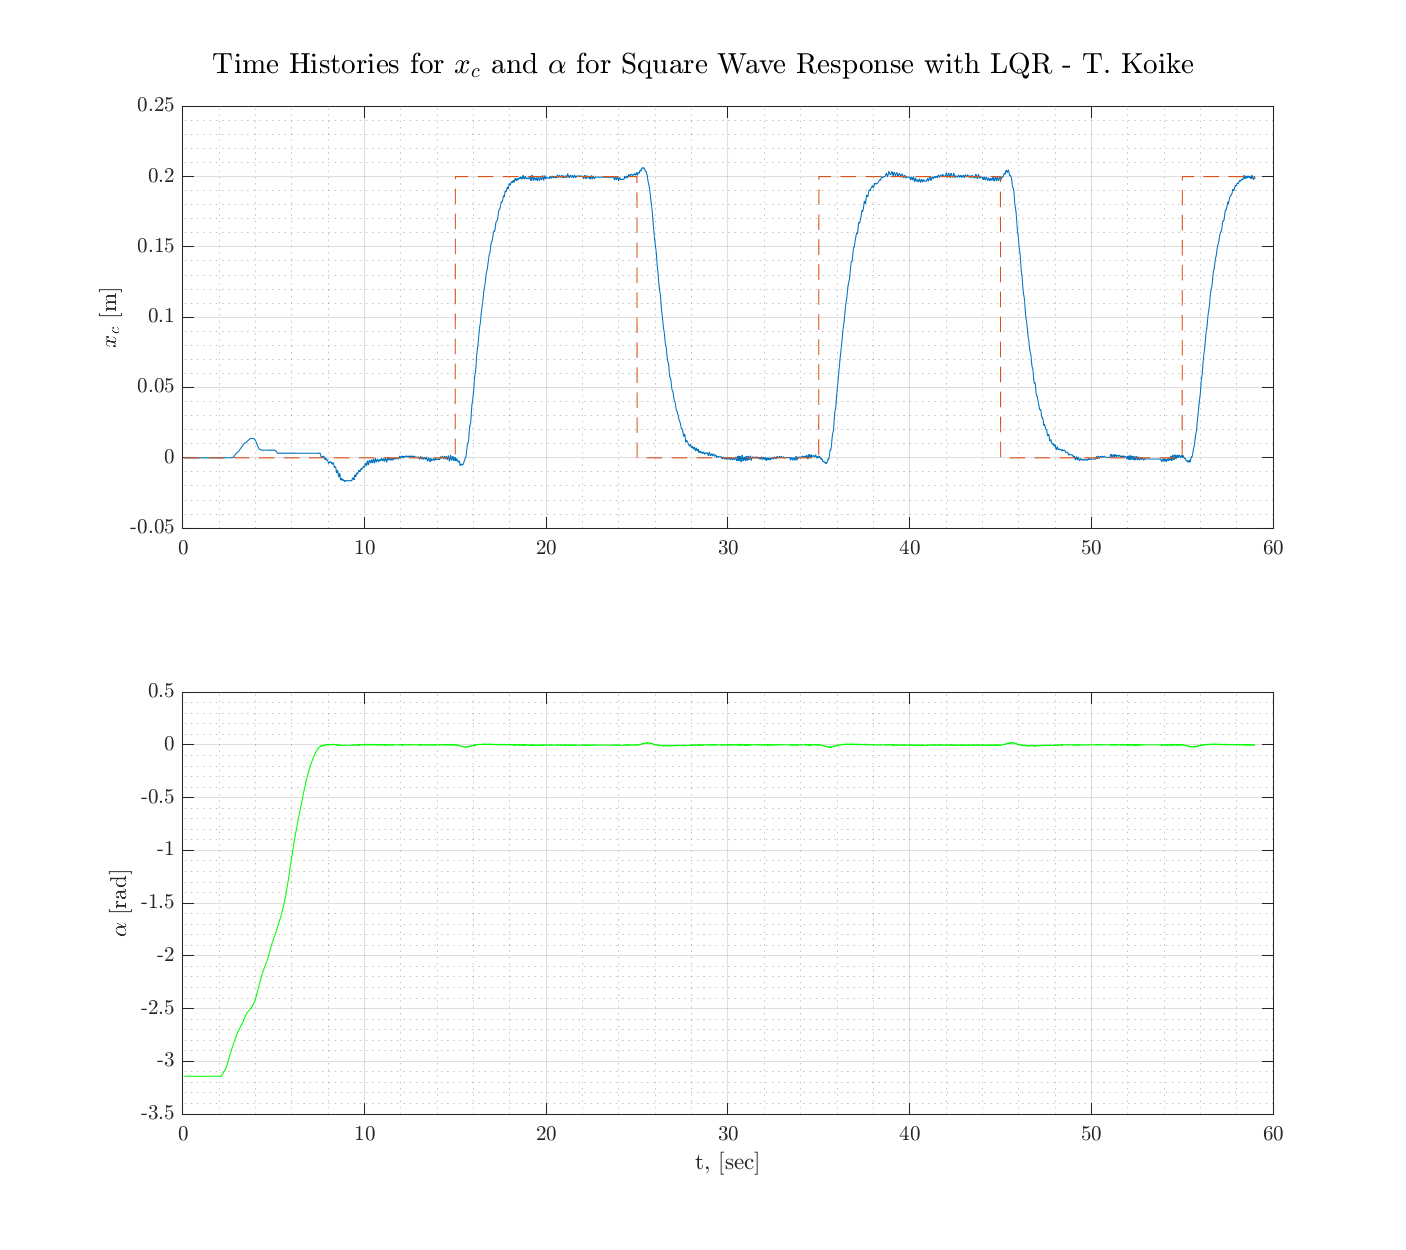 Time Histories for x_c and α for Square Wave Response with LQR - T. Koike
0.25
0.2
0.15
0.1
0.05
0
-0.05
x_c [m]
0 10 20 30 40 50 60
0.5
0
-0.5
-1
-1.5
-2
-2.5
-3
-3.5
α [rad]
0 10 20 30 40 50 60
t, [sec]